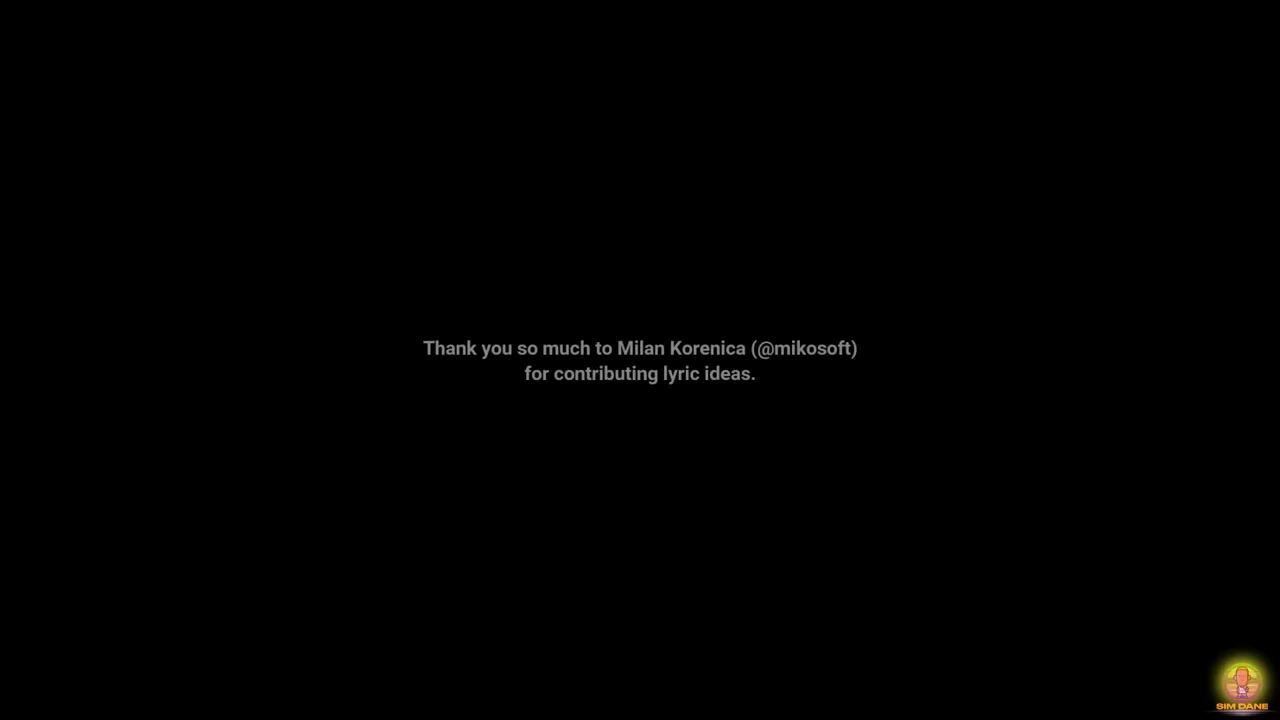 Thank you so much to Milan Korenica (@mikosoft)
for contributing lyric ideas.
SIM DANE